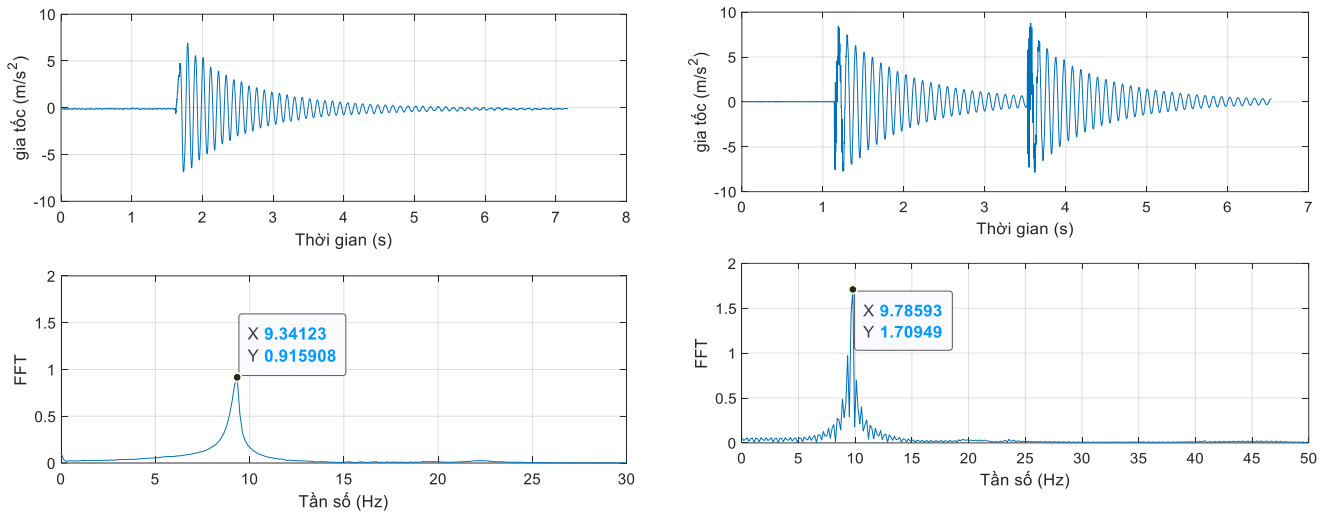 10
5
0
-5
-10
gia tốc (m/s2)
0 1 2 3 4 5 6 7 8
Thời gian (s)
10
5
0
-5
-10
gia tốc (m/s2)
0 1 2 3 4 5 6 7
Thời gian (s)
2
1.5
1
0.5
0
FFT
X 9.34123
Y 0.915908
0 5 10 15 20 25 30
Tần số (Hz)
2
1.5
1
0.5
0
FFT
X 9.78593
Y 1.70949
0 5 10 15 20 25 30 35 40 45 50
Tần số (Hz)